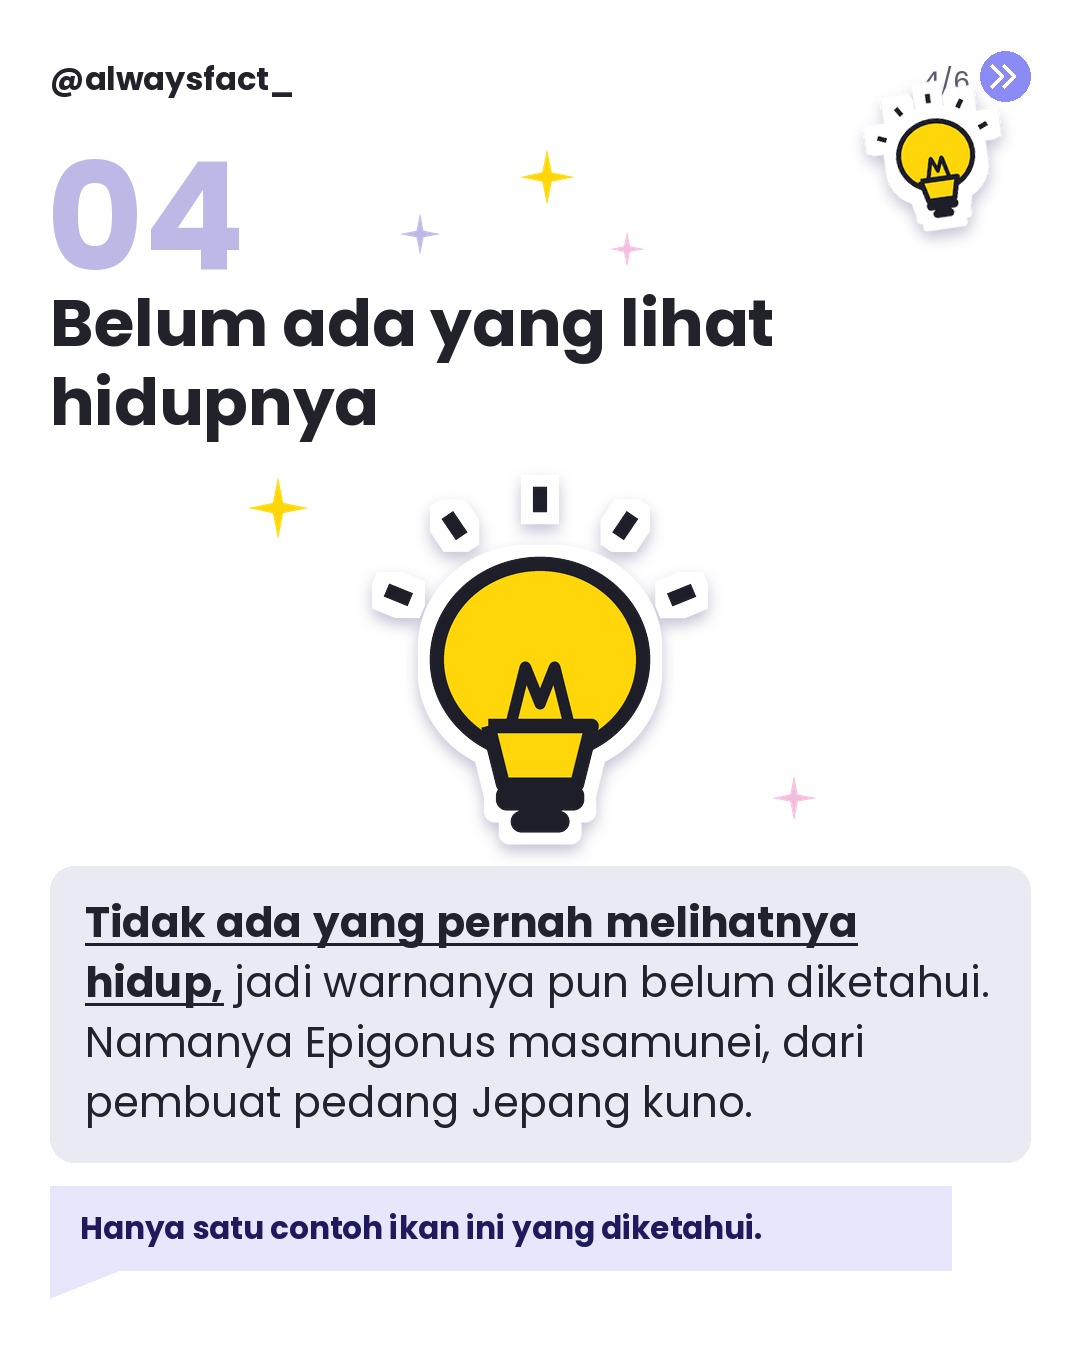 @alwaysfact_
4/6
04
Belum ada yang lihat
hidupnya
Tidak ada yang pernah melihatnya
hidup, jadi warnanya pun belum diketahui.
Namanya Epigonus masamunei, dari
pembuat pedang Jepang kuno.
Hanya satu contoh ikan ini yang diketahui.